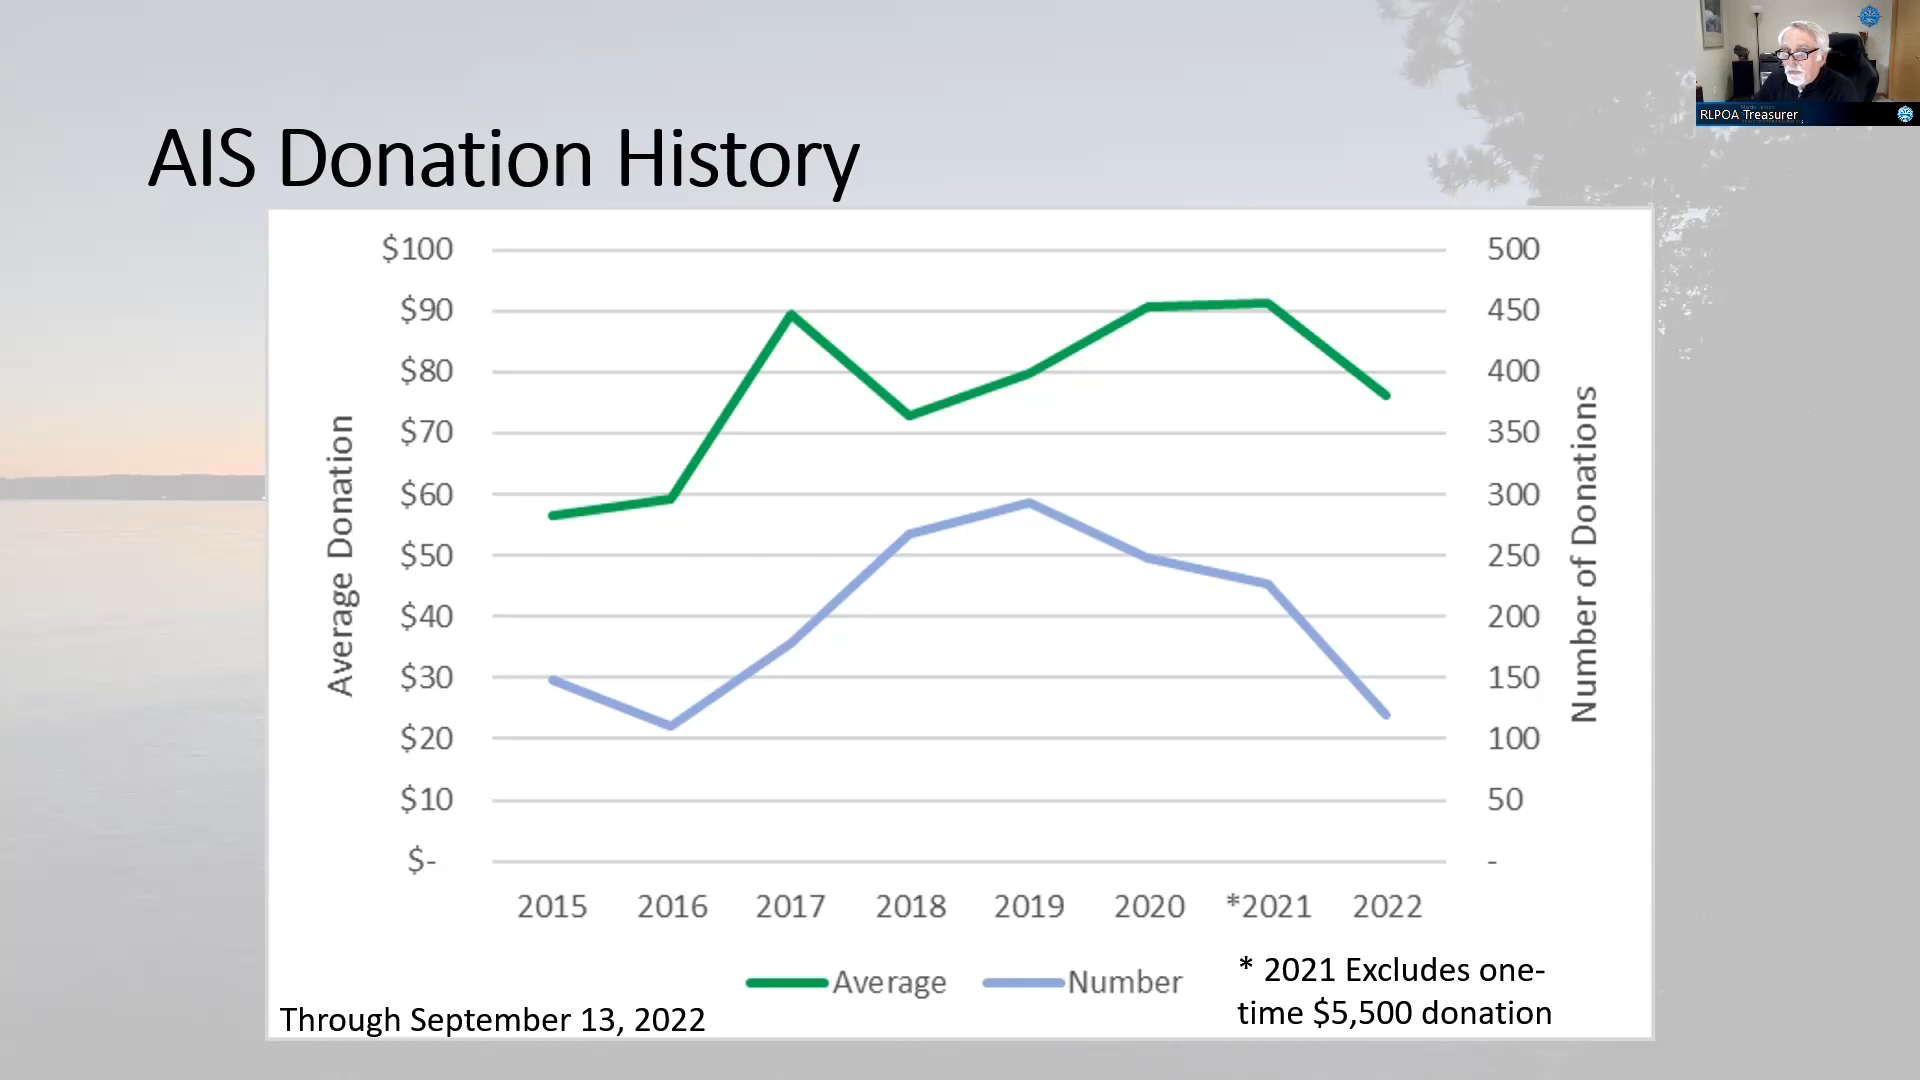 RLPOA Treasurer
AIS Donation History
$100
$90
$80
$70
$60
$50
$40
$30
$20
$10
$-
Average Donation
500
450
400
350
300
250
200
150
100
50
-
Number of Donations
2015 2016 2017 2018 2019 2020 *2021 2022
Average Number
* 2021 Excludes one-
time $5,500 donation
Through September 13, 2022